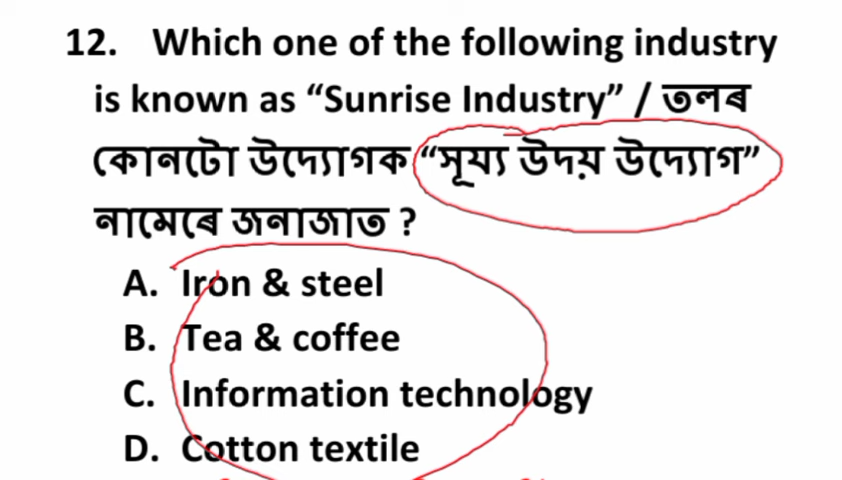 12. Which one of the following industry
is known as “Sunrise Industry” / তলৰ
কোনটো উদ্যোগক “সূয্য উদয় উদ্যোগ”
নামেৰে জনাজাত ?
A. Iron & steel
B. Tea & coffee
C. Information technology
D. Cotton textile